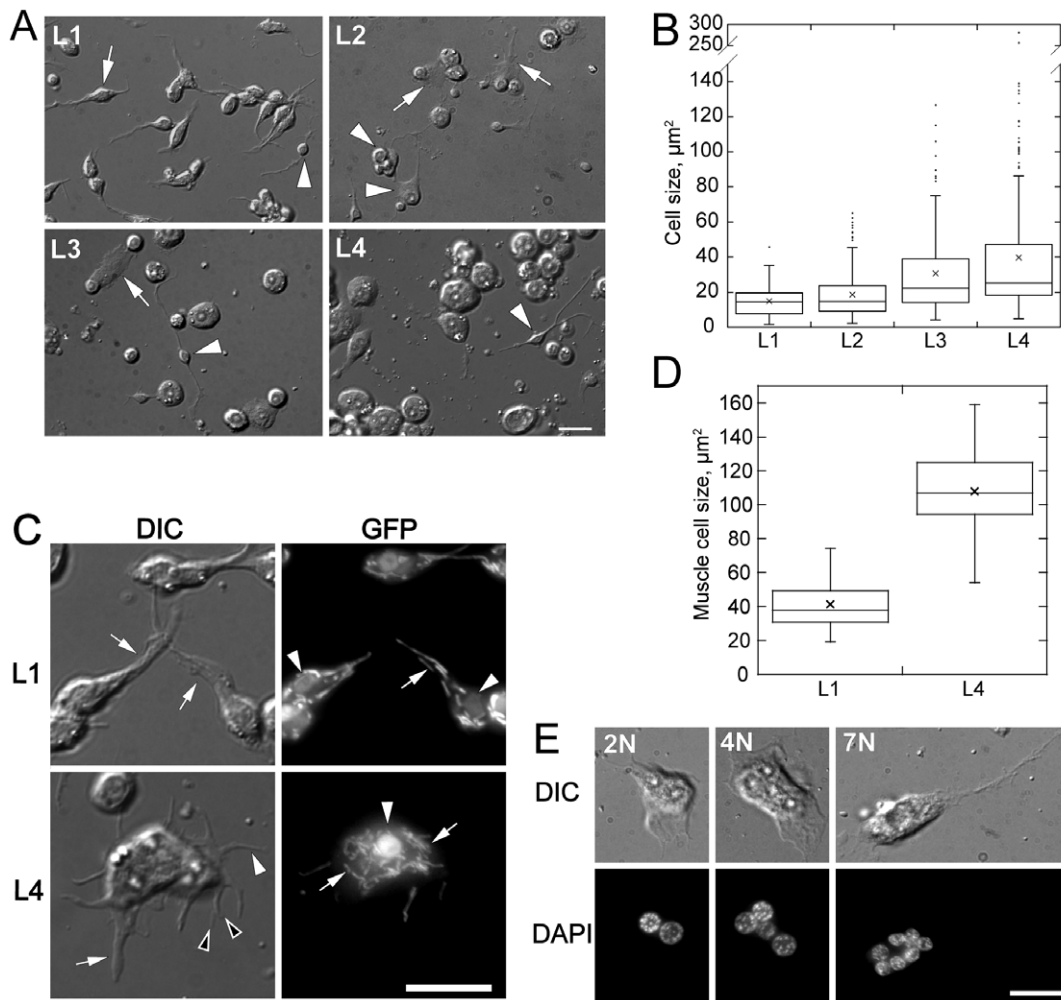 A
L1
L2
L3
L4
B
Cell size, µm²
300
250
140
120
100
80
60
40
20
0
L1 L2 L3 L4
C
DIC GFP
L1
L4
D
Muscle cell size, µm²
160
140
120
100
80
60
40
20
0
L1 L4
E
2N 4N 7N
DIC
DAPI